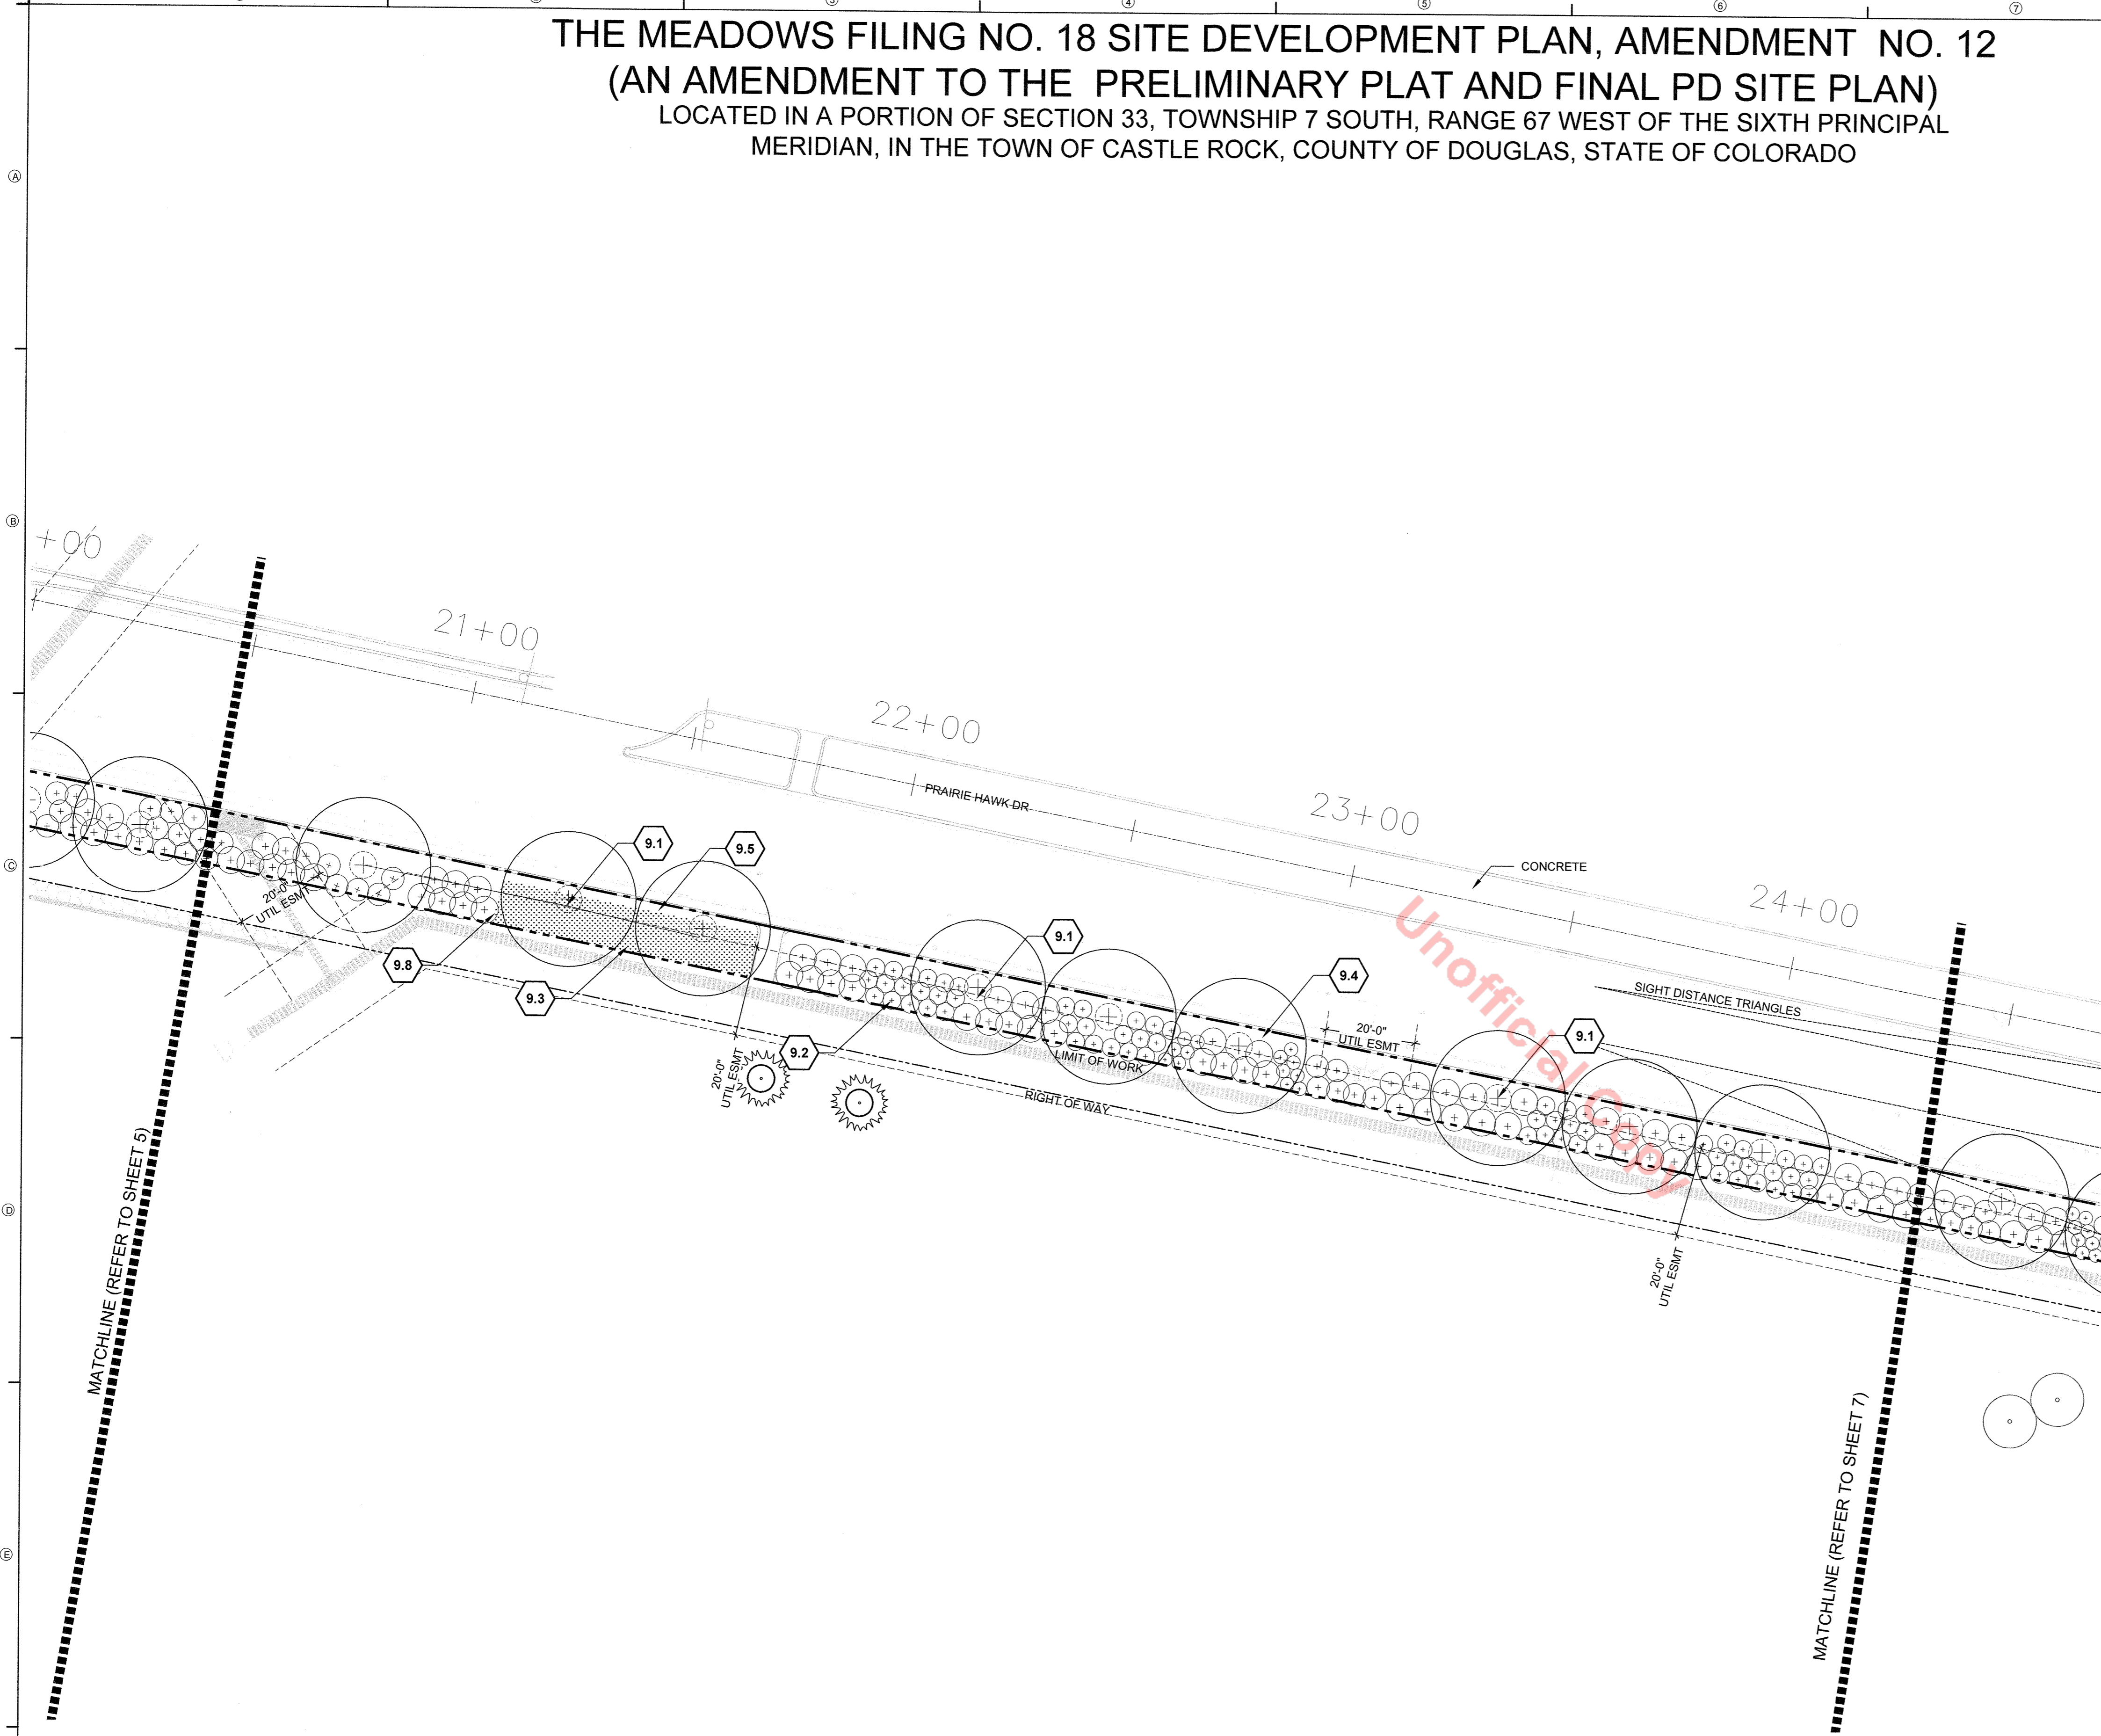 THE MEADOWS FILING NO. 18 SITE DEVELOPMENT PLAN, AMENDMENT NO. 12
(AN AMENDMENT TO THE PRELIMINARY PLAT AND FINAL PD SITE PLAN)
LOCATED IN A PORTION OF SECTION 33, TOWNSHIP 7 SOUTH, RANGE 67 WEST OF THE SIXTH PRINCIPAL
MERIDIAN, IN THE TOWN OF CASTLE ROCK, COUNTY OF DOUGLAS, STATE OF COLORADO
4
5
6
7
A
B
C
D
E
+00
21+00
22+00
23+00
24+00
PRAIRIE HAWK DR
CONCRETE
9.1
9.5
9.8
9.3
9.1
9.2
9.4
9.1
20'-0"
UTIL ESMT
20'-0"
UTIL ESMT
20'-0"
UTIL ESMT
20'-0"
UTIL ESMT
LIMIT OF WORK
RIGHT OF WAY
SIGHT DISTANCE TRIANGLES
MATCHLINE (REFER TO SHEET 5)
MATCHLINE (REFER TO SHEET 7)
Unofficial Copy